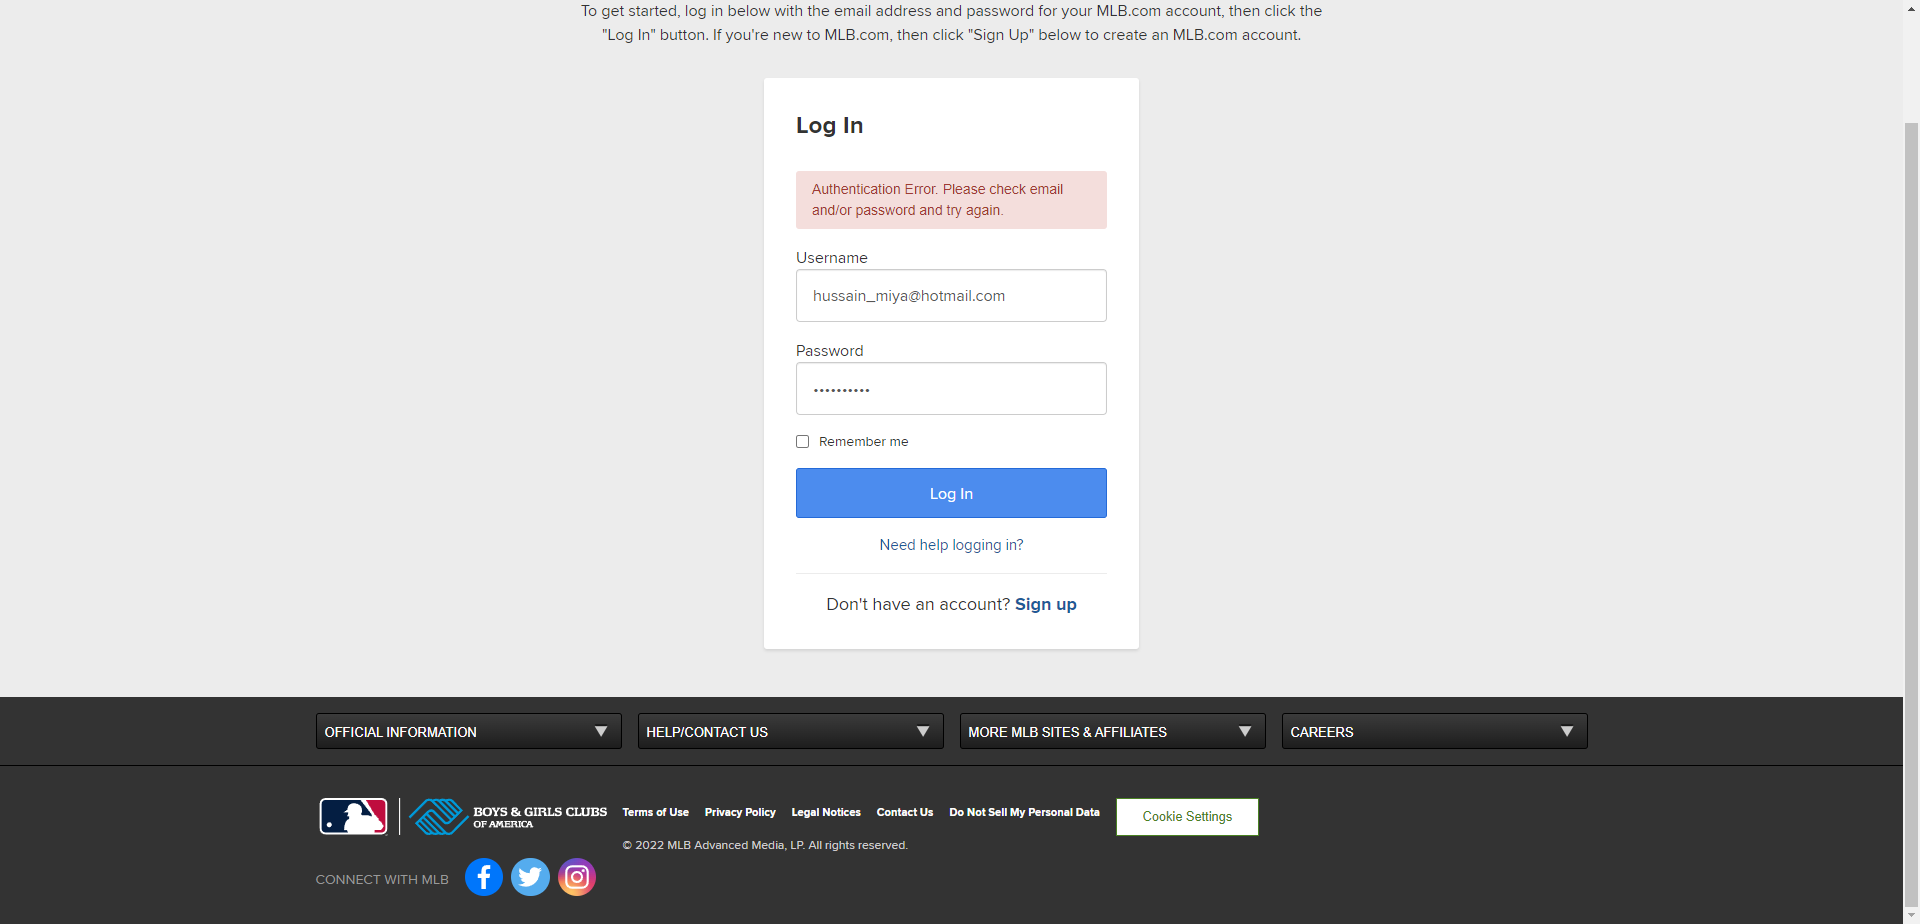 To get started, log in below with the email address and password for your MLB.com account, then click the
"Log In" button. If you're new to MLB.com, then click "Sign Up" below to create an MLB.com account.
Log In
Authentication Error. Please check email
and/or password and try again.
Username
hussain_miya@hotmail.com
Password
••••••••••
Remember me
Log In
Need help logging in?
Don't have an account? Sign up
OFFICIAL INFORMATION
HELP/CONTACT US
MORE MLB SITES & AFFILIATES
CAREERS
BOYS & GIRLS CLUBS
OF AMERICA
Terms of Use
Privacy Policy
Legal Notices
Contact Us
Do Not Sell My Personal Data
Cookie Settings
© 2022 MLB Advanced Media, LP. All rights reserved.
CONNECT WITH MLB